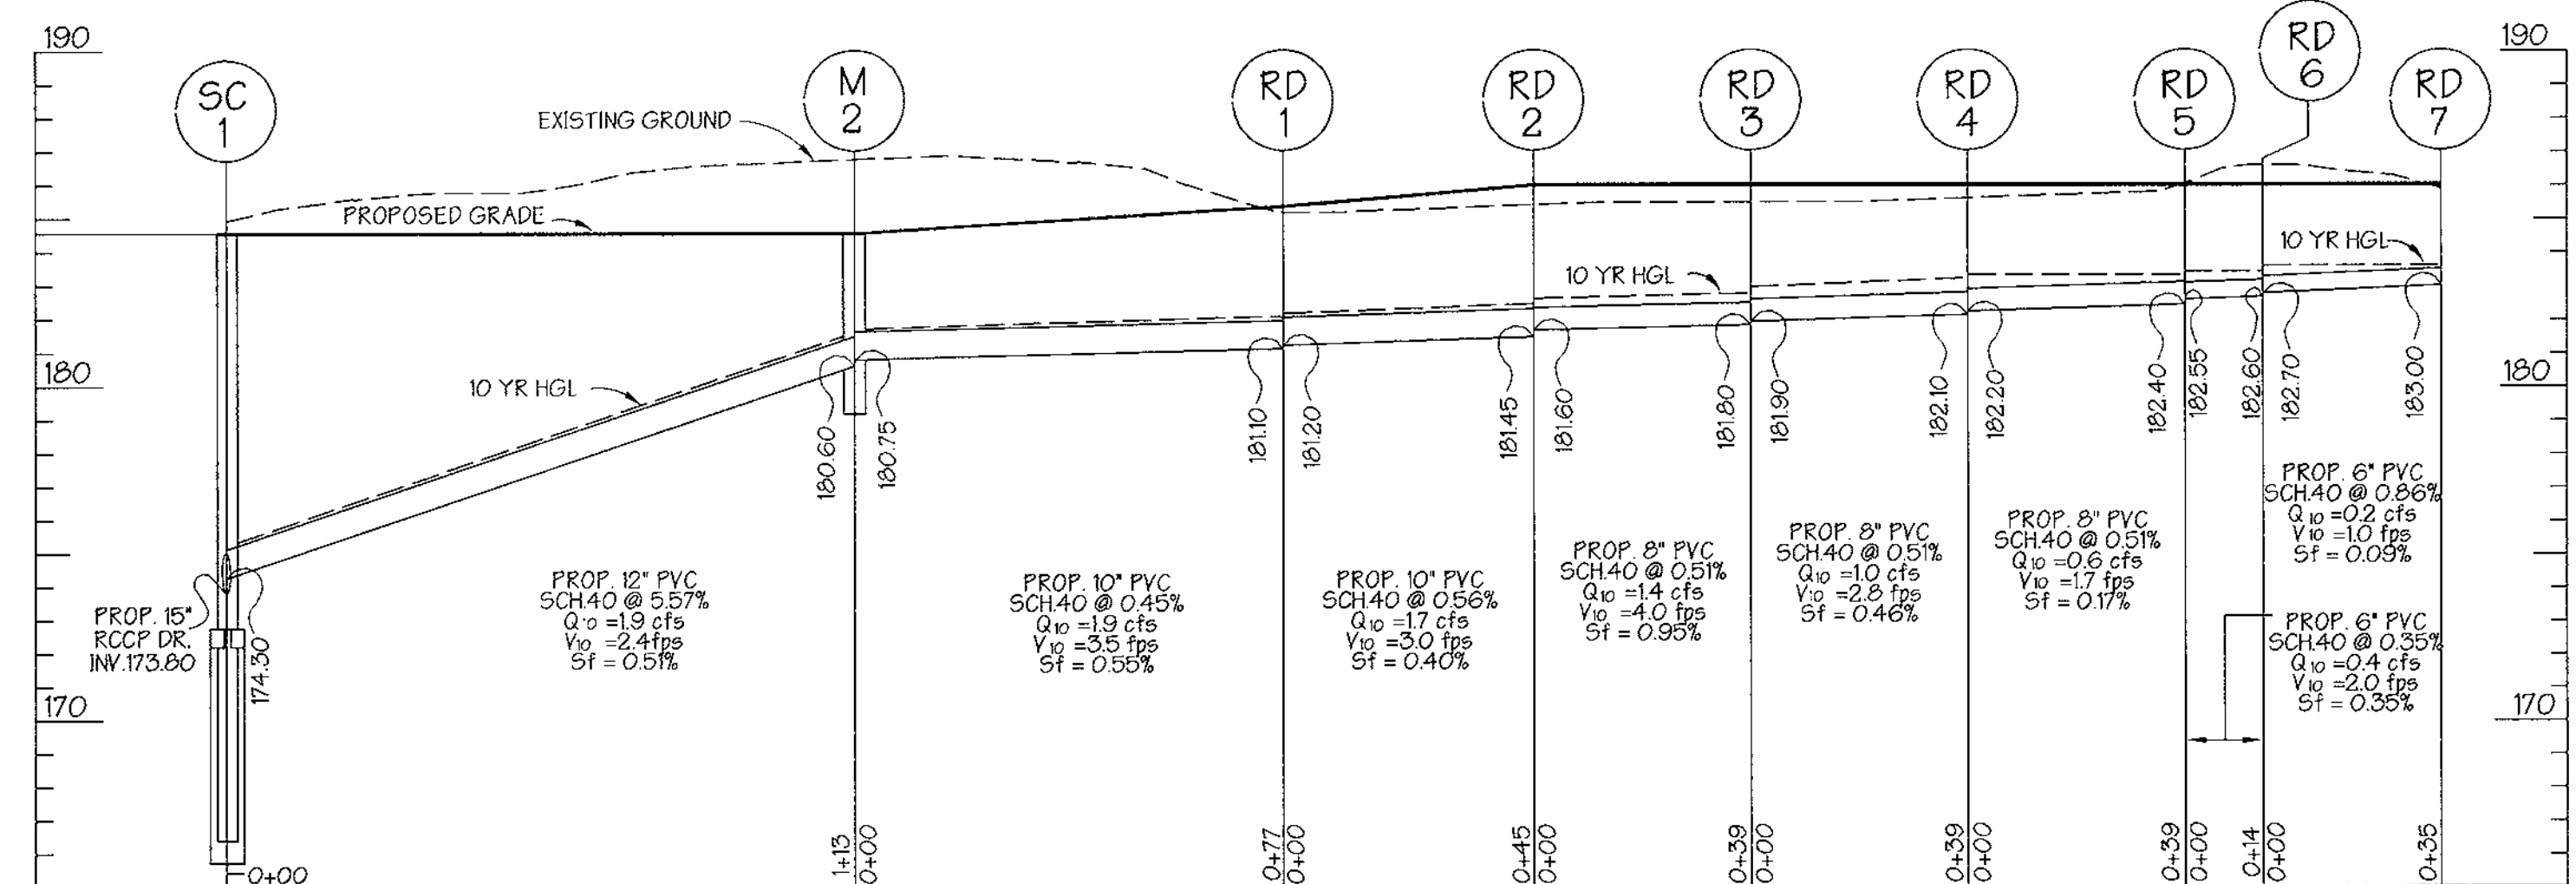 190
190
SC
1
M
2
RD
1
RD
2
RD
3
RD
4
RD
5
RD
6
RD
7
EXISTING GROUND
PROPOSED GRADE
10 YR HGL
10 YR HGL
10 YR HGL
180
180
174.30
180.60
180.75
181.10
181.20
181.45
181.60
181.80
181.90
182.10
182.20
182.40
182.55
182.60
182.70
183.00
PROP. 15"
RCCP DR.
INV.173.80
PROP. 12" PVC
SCH.40 @ 5.57%
Q10 =1.9 cfs
V10 =2.4fps
Sf = 0.51%
PROP. 10" PVC
SCH.40 @ 0.45%
Q10 =1.9 cfs
V10 =3.5 fps
Sf = 0.55%
PROP. 10" PVC
SCH.40 @ 0.56%
Q10 =1.7 cfs
V10 =3.0 fps
Sf = 0.40%
PROP. 8" PVC
SCH.40 @ 0.51%
Q10 =1.4 cfs
V10 =4.0 fps
Sf = 0.95%
PROP. 8" PVC
SCH.40 @ 0.51%
Q10 =1.0 cfs
V10 =2.8 fps
Sf = 0.46%
PROP. 8" PVC
SCH.40 @ 0.51%
Q10 =0.6 cfs
V10 =1.7 fps
Sf = 0.17%
PROP. 6" PVC
SCH.40 @ 0.86%
Q10 =0.2 cfs
V10 =1.0 fps
Sf = 0.09%
PROP. 6" PVC
SCH.40 @ 0.35%
Q10 =0.4 cfs
V10 =2.0 fps
Sf = 0.35%
170
170
0+00
1+13
0+00
0+77
0+00
0+45
0+00
0+39
0+00
0+39
0+00
0+39
0+00
0+14
0+00
0+35